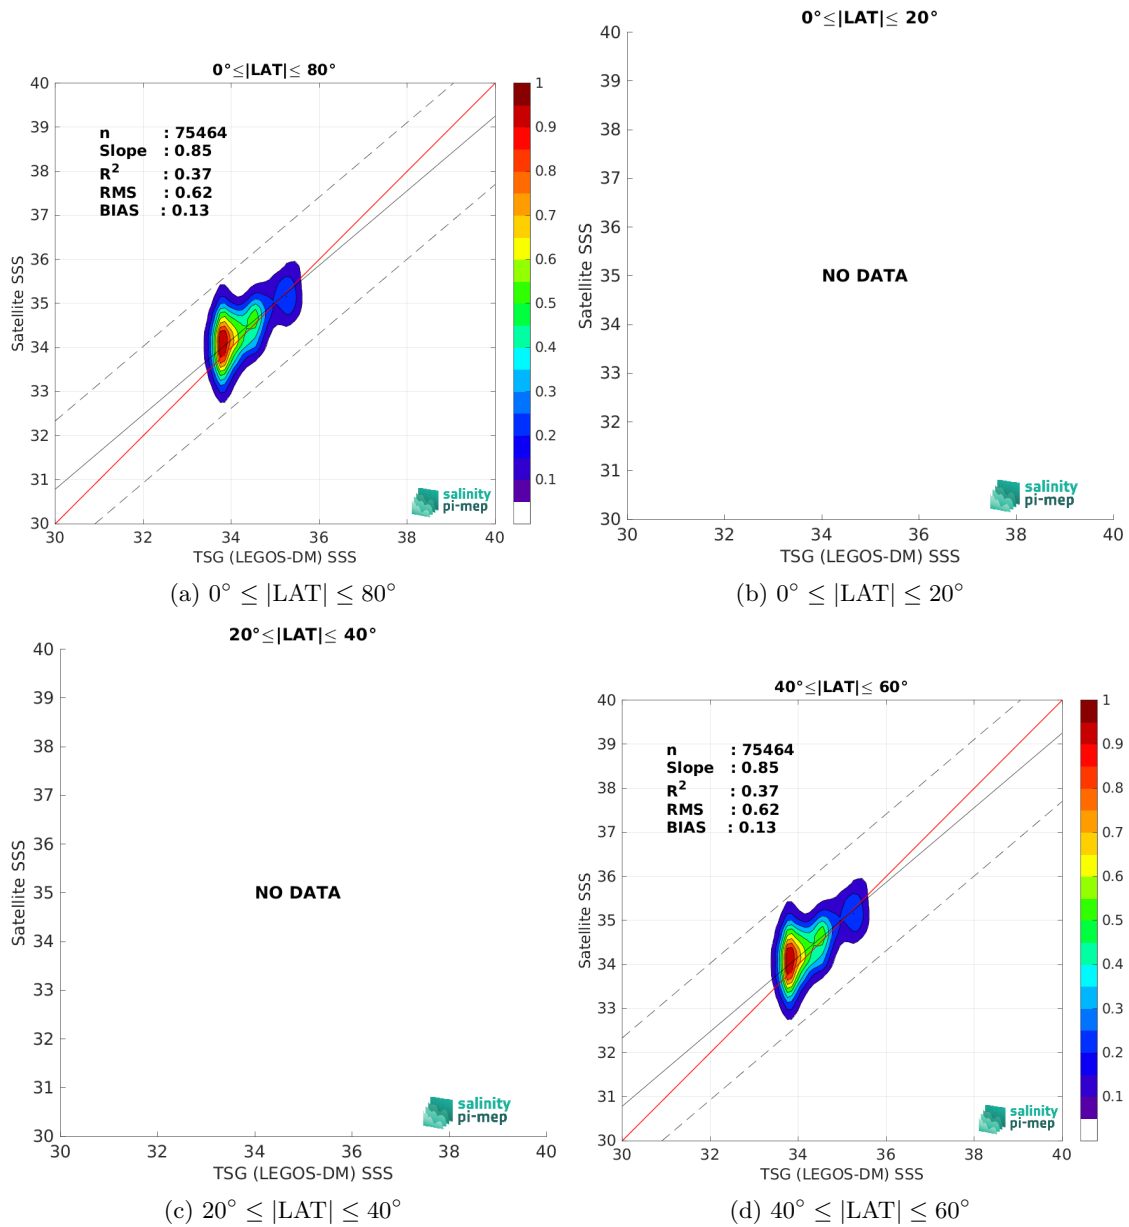 0°≤|LAT|≤ 80°
40
39
38
37
36
35
34
33
32
31
30
Satellite SSS
n : 75464
Slope : 0.85
R² : 0.37
RMS : 0.62
BIAS : 0.13
salinity
pi-mep
30 32 34 36 38 40
TSG (LEGOS-DM) SSS
1
0.9
0.8
0.7
0.6
0.5
0.4
0.3
0.2
0.1
(a) 0° ≤ |LAT| ≤ 80°
0°≤|LAT|≤ 20°
40
39
38
37
36
35
34
33
32
31
30
Satellite SSS
NO DATA
salinity
pi-mep
30 32 34 36 38 40
TSG (LEGOS-DM) SSS
(b) 0° ≤ |LAT| ≤ 20°
20°≤|LAT|≤ 40°
40
39
38
37
36
35
34
33
32
31
30
Satellite SSS
NO DATA
salinity
pi-mep
30 32 34 36 38 40
TSG (LEGOS-DM) SSS
(c) 20° ≤ |LAT| ≤ 40°
40°≤|LAT|≤ 60°
40
39
38
37
36
35
34
33
32
31
30
Satellite SSS
n : 75464
Slope : 0.85
R² : 0.37
RMS : 0.62
BIAS : 0.13
salinity
pi-mep
30 32 34 36 38 40
TSG (LEGOS-DM) SSS
1
0.9
0.8
0.7
0.6
0.5
0.4
0.3
0.2
0.1
(d) 40° ≤ |LAT| ≤ 60°